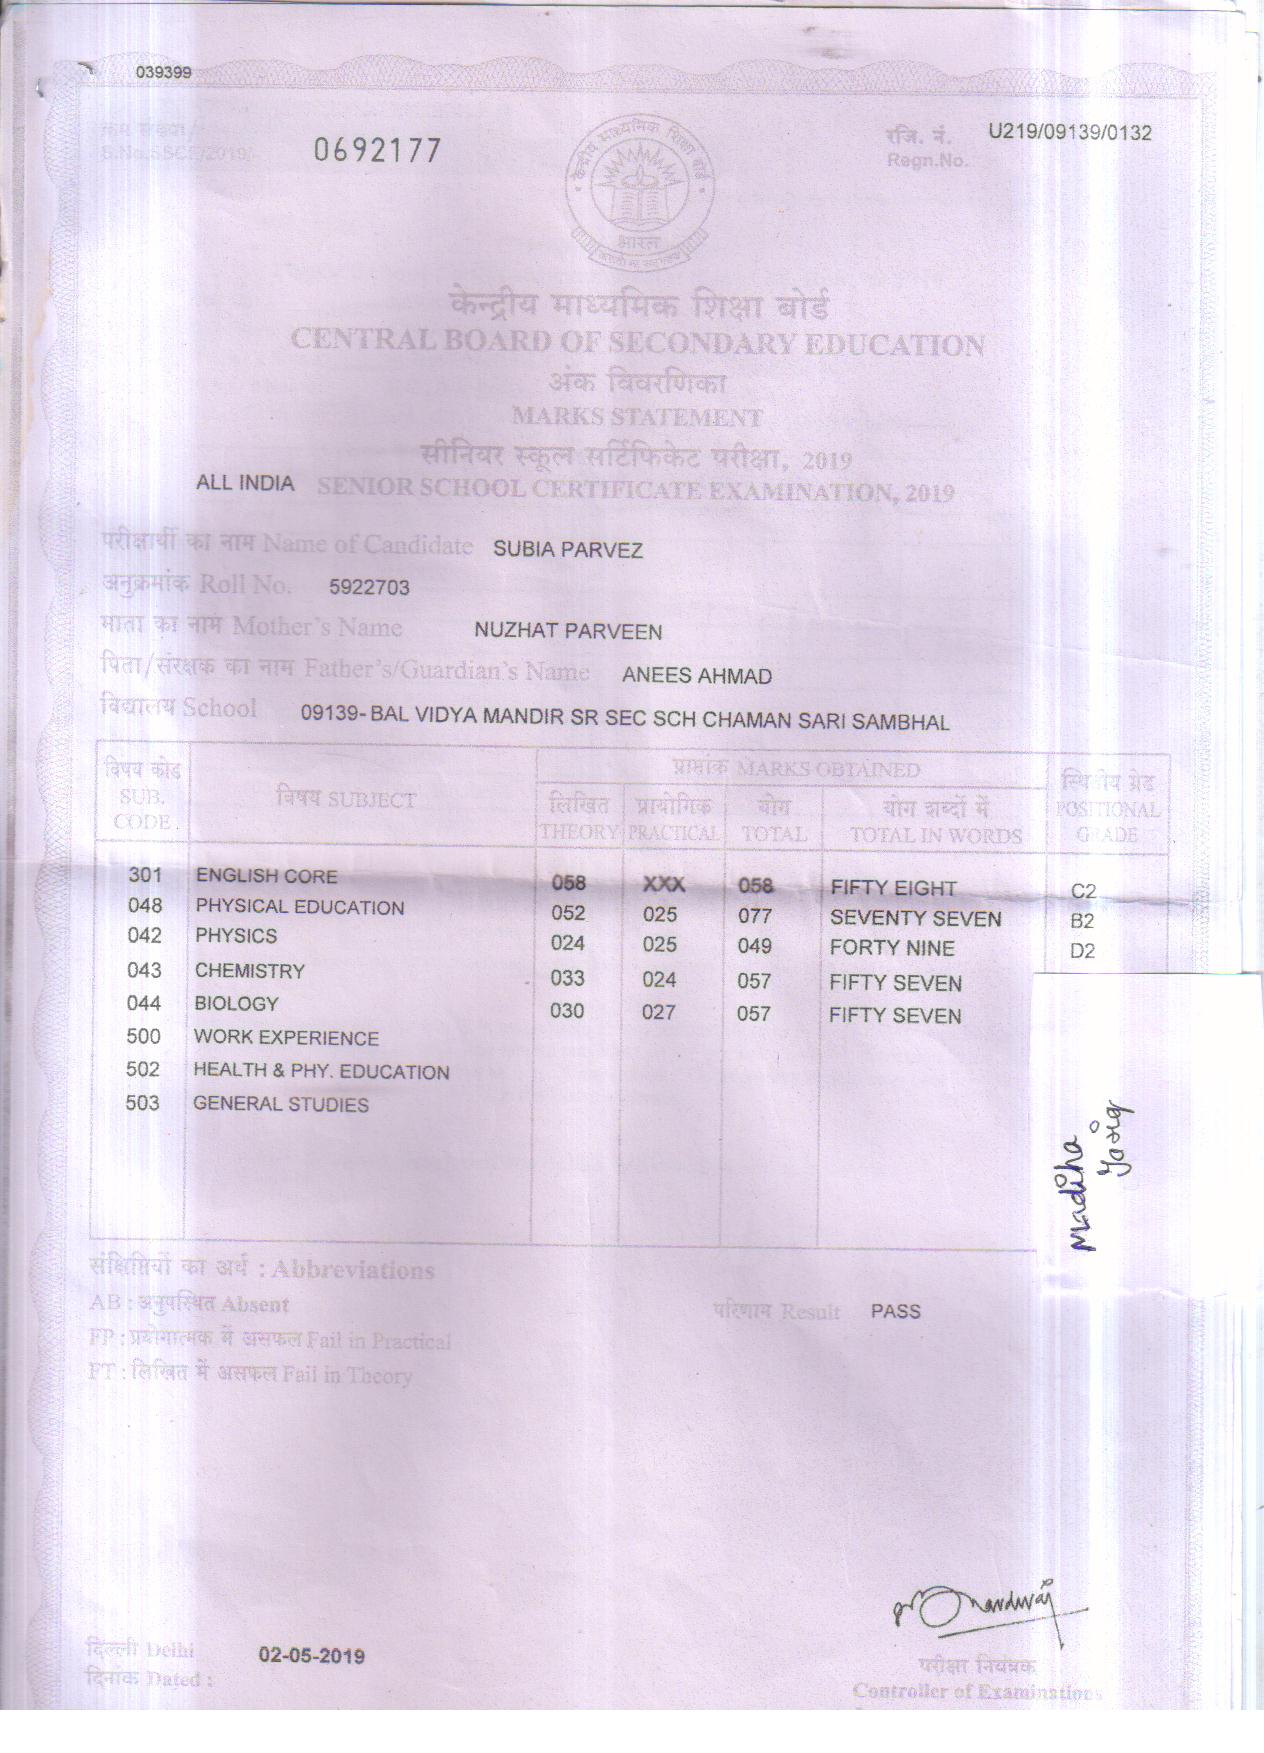 039399
क्रम संख्या/
S.No.SSCE/2019/ 0692177
रजि. नं. U219/09139/0132
Regn.No.
केन्द्रीय माध्यमिक शिक्षा बोर्ड
भारत
केन्द्रीय माध्यमिक शिक्षा बोर्ड
CENTRAL BOARD OF SECONDARY EDUCATION
अंक विवरणिका
MARKS STATEMENT
सीनियर स्कूल सर्टिफिकेट परीक्षा, 2019
ALL INDIA SENIOR SCHOOL CERTIFICATE EXAMINATION, 2019
परीक्षार्थी का नाम Name of Candidate SUBIA PARVEZ
अनुक्रमांक Roll No. 5922703
माता का नाम Mother's Name NUZHAT PARVEEN
पिता/संरक्षक का नाम Father's/Guardian's Name ANEES AHMAD
विद्यालय School 09139- BAL VIDYA MANDIR SR SEC SCH CHAMAN SARI SAMBHAL
विषय कोड SUB. CODE विषय SUBJECT प्राप्तांक MARKS OBTAINED स्थितीय ग्रेड POSITIONAL GRADE
लिखित THEORY प्रायोगिक PRACTICAL योग TOTAL योग शब्दों में TOTAL IN WORDS
301 ENGLISH CORE 058 XXX 058 FIFTY EIGHT C2
048 PHYSICAL EDUCATION 052 025 077 SEVENTY SEVEN B2
042 PHYSICS 024 025 049 FORTY NINE D2
043 CHEMISTRY 033 024 057 FIFTY SEVEN
044 BIOLOGY 030 027 057 FIFTY SEVEN
500 WORK EXPERIENCE
502 HEALTH & PHY. EDUCATION
503 GENERAL STUDIES
Madiha
संक्षिप्तियों का अर्थ : Abbreviations
AB : अनुपस्थित Absent
परिणाम Result PASS
FP : प्रयोगात्मक में असफल Fail in Practical
FT : लिखित में असफल Fail in Theory
दिल्ली Delhi
दिनांक Dated : 02-05-2019
परीक्षा नियंत्रक
Controller of Examinations